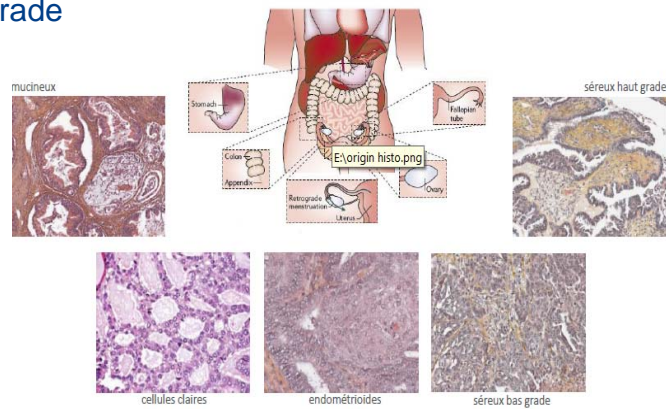 rade
mucineux
séreux haut grade
Stomach
Fallopian
tube
Colon
Appendix
E:\origin histo.png
Ovary
Retrograde
menstruation
Uterus
cellules claires
endométrioides
séreux bas grade